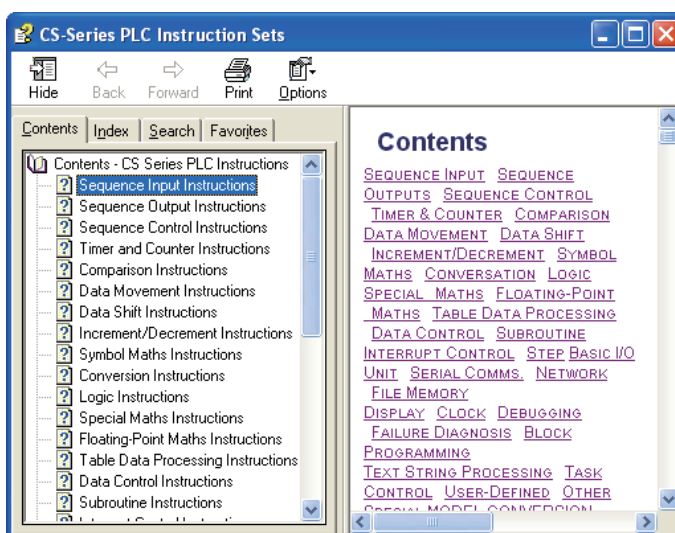 CS-Series PLC Instruction Sets
Hide Back Forward Print Options
Contents Index Search Favorites
Contents - CS Series PLC Instructions
Sequence Input Instructions
Sequence Output Instructions
Sequence Control Instructions
Timer and Counter Instructions
Comparison Instructions
Data Movement Instructions
Data Shift Instructions
Increment/Decrement Instructions
Symbol Maths Instructions
Conversion Instructions
Logic Instructions
Special Maths Instructions
Floating-Point Maths Instructions
Table Data Processing Instructions
Data Control Instructions
Subroutine Instructions
Contents
SEQUENCE INPUT SEQUENCE
OUTPUTS SEQUENCE CONTROL
TIMER & COUNTER COMPARISON
DATA MOVEMENT DATA SHIFT
INCREMENT/DECREMENT SYMBOL
MATHS CONVERSATION LOGIC
SPECIAL MATHS FLOATING-POINT
MATHS TABLE DATA PROCESSING
DATA CONTROL SUBROUTINE
INTERRUPT CONTROL STEP BASIC I/O
UNIT SERIAL COMMS. NETWORK
FILE MEMORY
DISPLAY CLOCK DEBUGGING
FAILURE DIAGNOSIS BLOCK
PROGRAMMING
TEXT STRING PROCESSING TASK
CONTROL USER-DEFINED OTHER
SPECIAL MODEL CONVERSION